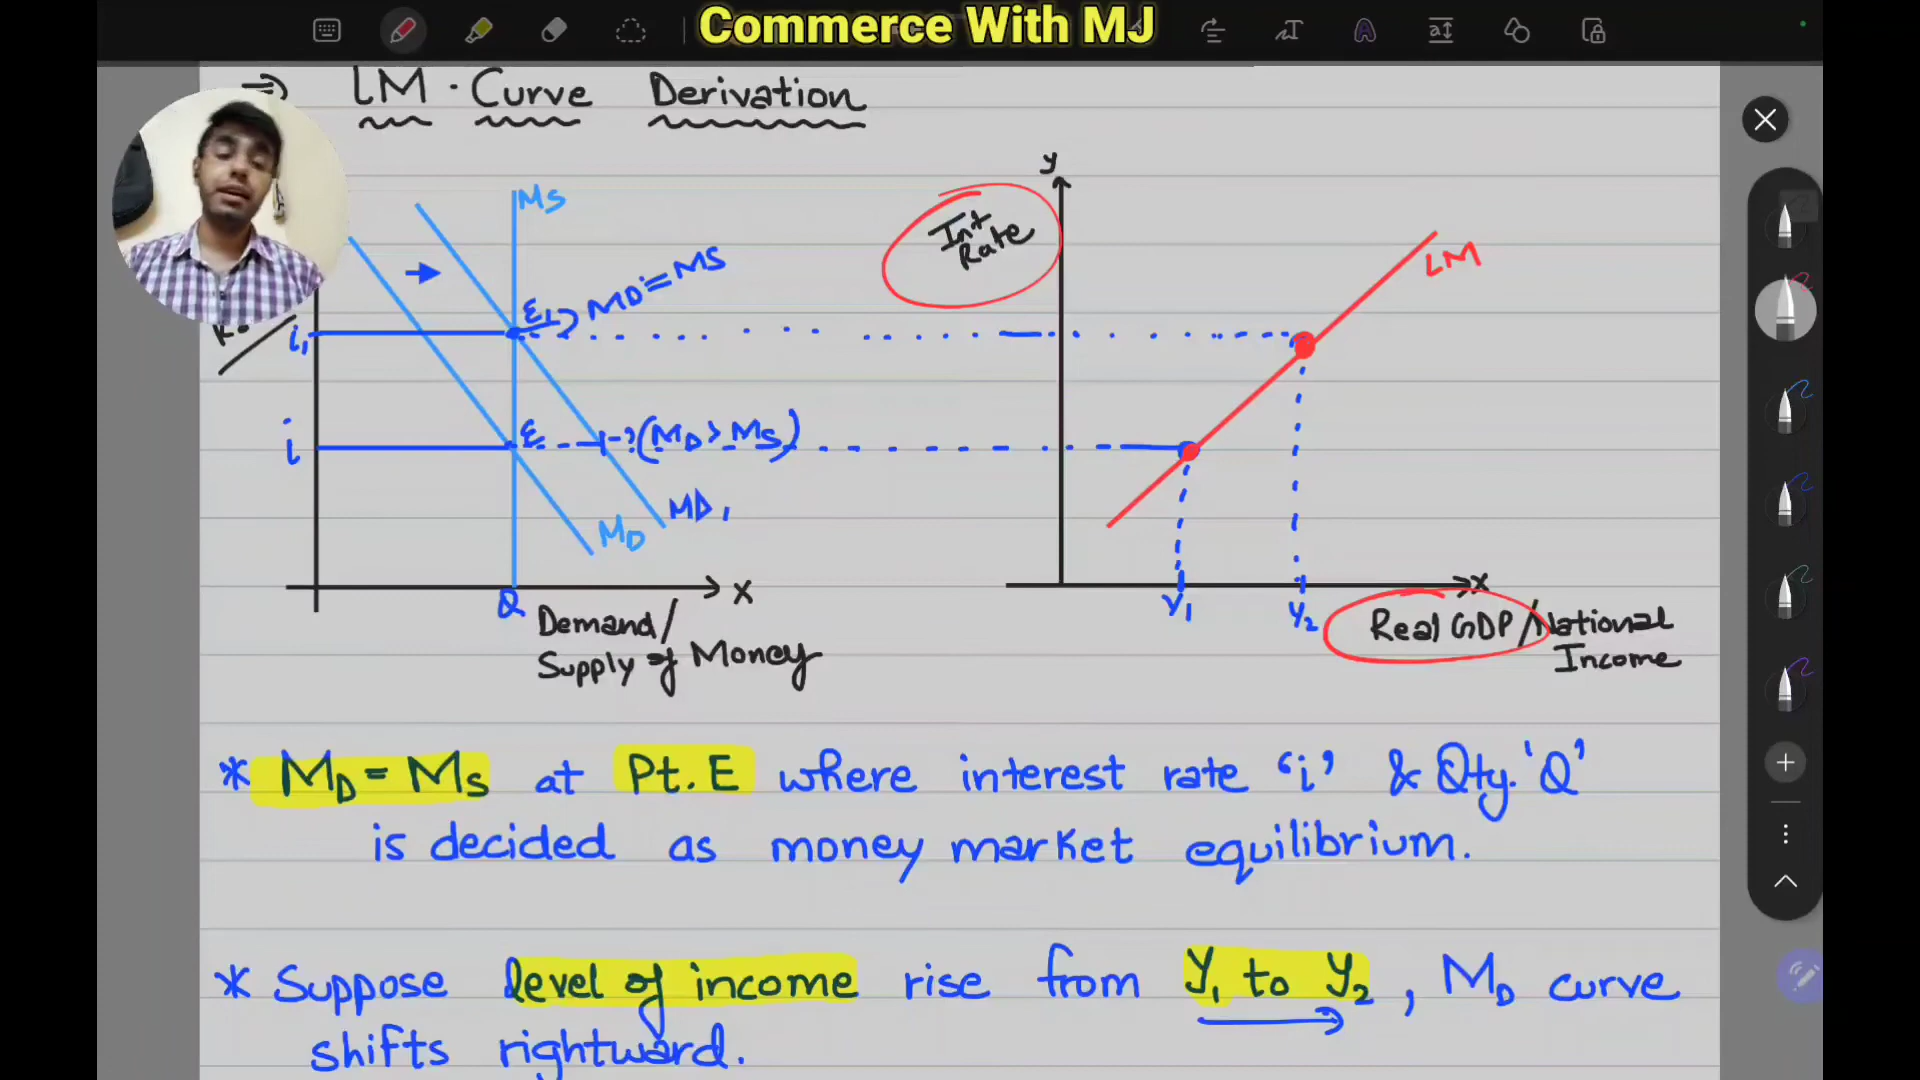 Commerce With MJ
⇒ LM · Curve Derivation
y
MS
Int Rate
LM
MD = MS
E1
i1
i
E
(MD > MS)
MD1
MD
X
X
Q
Y1
Y2
Demand/
Supply of Money
Real GDP / National
Income
* MD = MS at Pt. E where interest rate 'i' & Qty. 'Q'
is decided as money market equilibrium.
* Suppose level of income rise from Y1 to Y2, MD curve
shifts rightward.